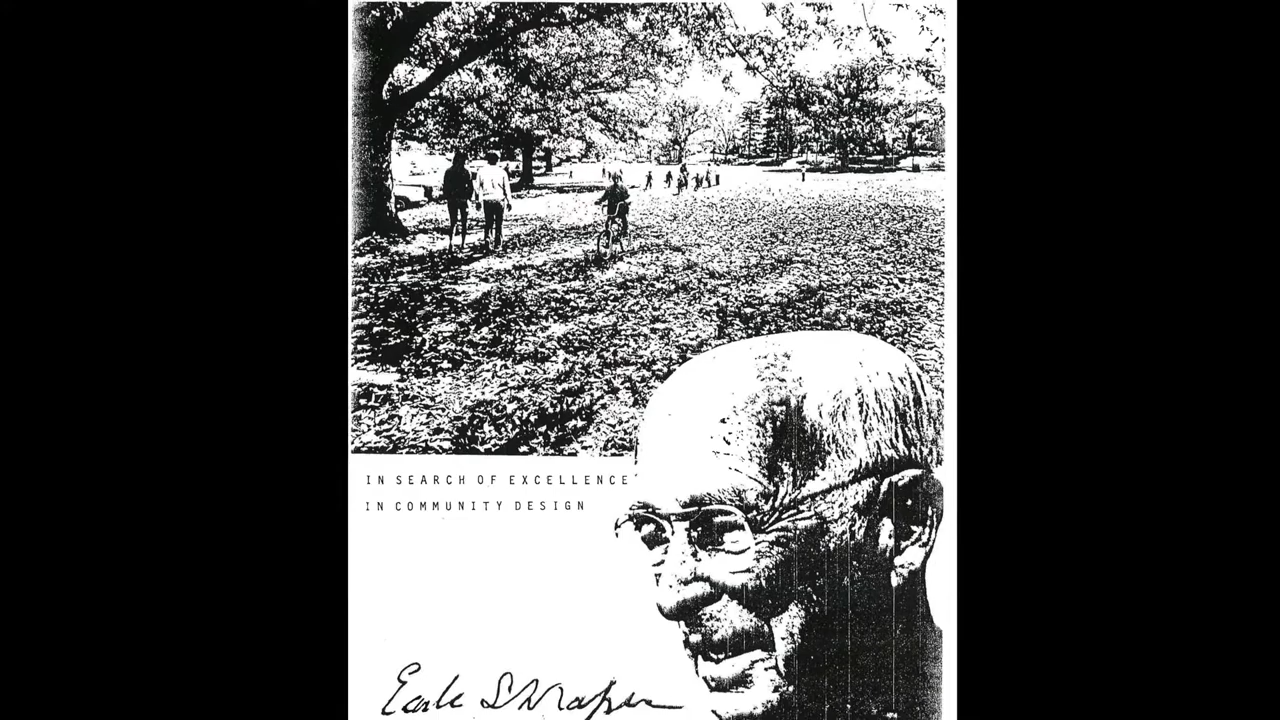 IN SEARCH OF EXCELLENCE
IN COMMUNITY DESIGN
Earle S Draper